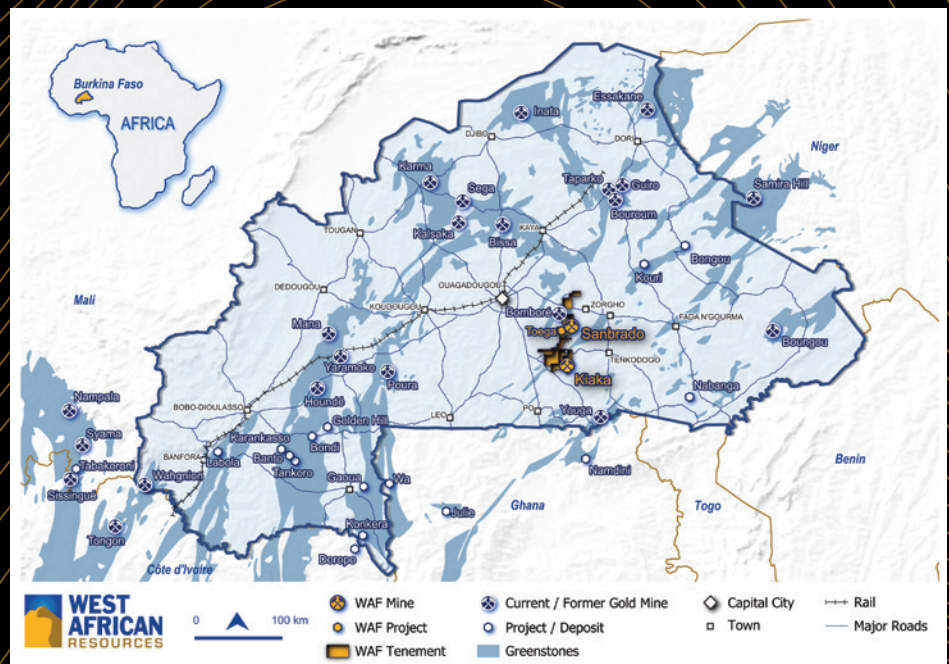 Burkina Faso
AFRICA
Inata
Essakane
DJIBO
DORI
Niger
Karma
Taparko
Guiro
Samira Hill
Sega
Bouroum
Kalsaka
TOUGAN
Bissa
KAYA
Bongou
Kouri
OUAGADOUGOU
DEDOUGOU
Mali
KOUDOUGOU
Bomboré
ZORGHO
FADA N'GOURMA
Mana
Toega
Sanbrado
Boungou
Yaramoko
TENKODOGO
Poura
Kiaka
Houndé
Nabanga
Nampala
BOBO-DIOULASSO
LEO
PO
Youga
Golden Hill
Syama
Karankasso
Bondi
BANFORA
Labola
Banto
Tankoro
Namdini
Benin
Tabakoroni
Sissingué
Wahgnion
Gaoua
Wa
Ghana
Togo
Julie
Tongon
Konkera
Doropo
Côte d'Ivoire
WEST
AFRICAN
RESOURCES
0 100 km
WAF Mine
WAF Project
WAF Tenement
Current / Former Gold Mine
Project / Deposit
Greenstones
Capital City
Town
Rail
Major Roads